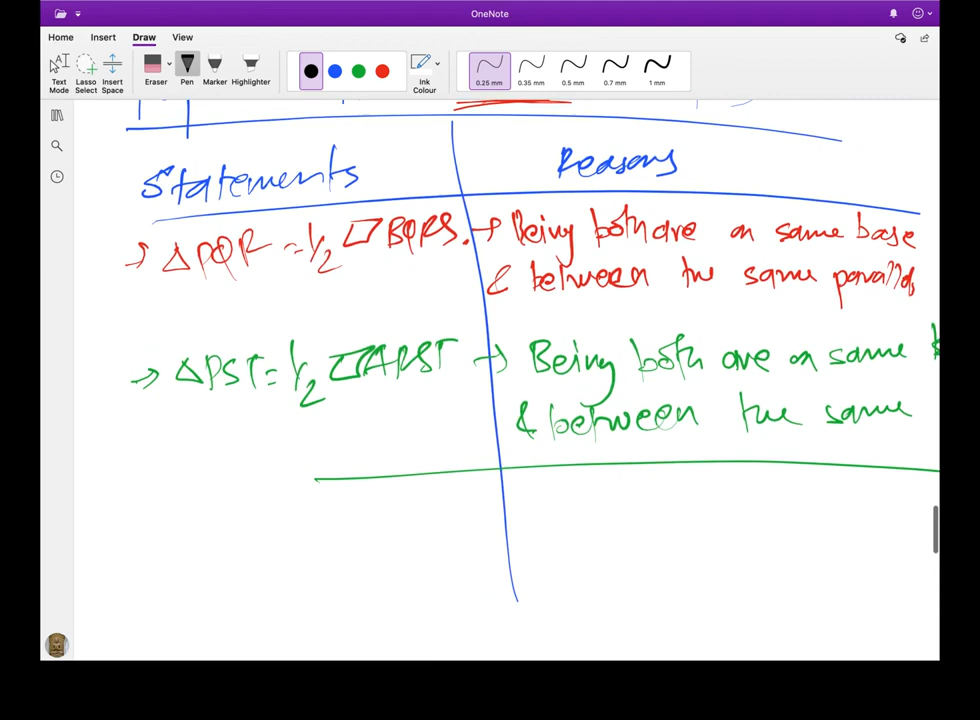 OneNote
Home Insert Draw View
Text Mode
Lasso Select
Insert Space
Eraser
Pen
Marker
Highlighter
Ink Colour
0.25 mm
0.35 mm
0.5 mm
0.7 mm
1 mm
Statements Reasons
→ △PQR = 1/2 ▱BQRS. → Being both are on same base
& between the same parallels
→ △PST = 1/2 ▱APST → Being both are on same
& between the same